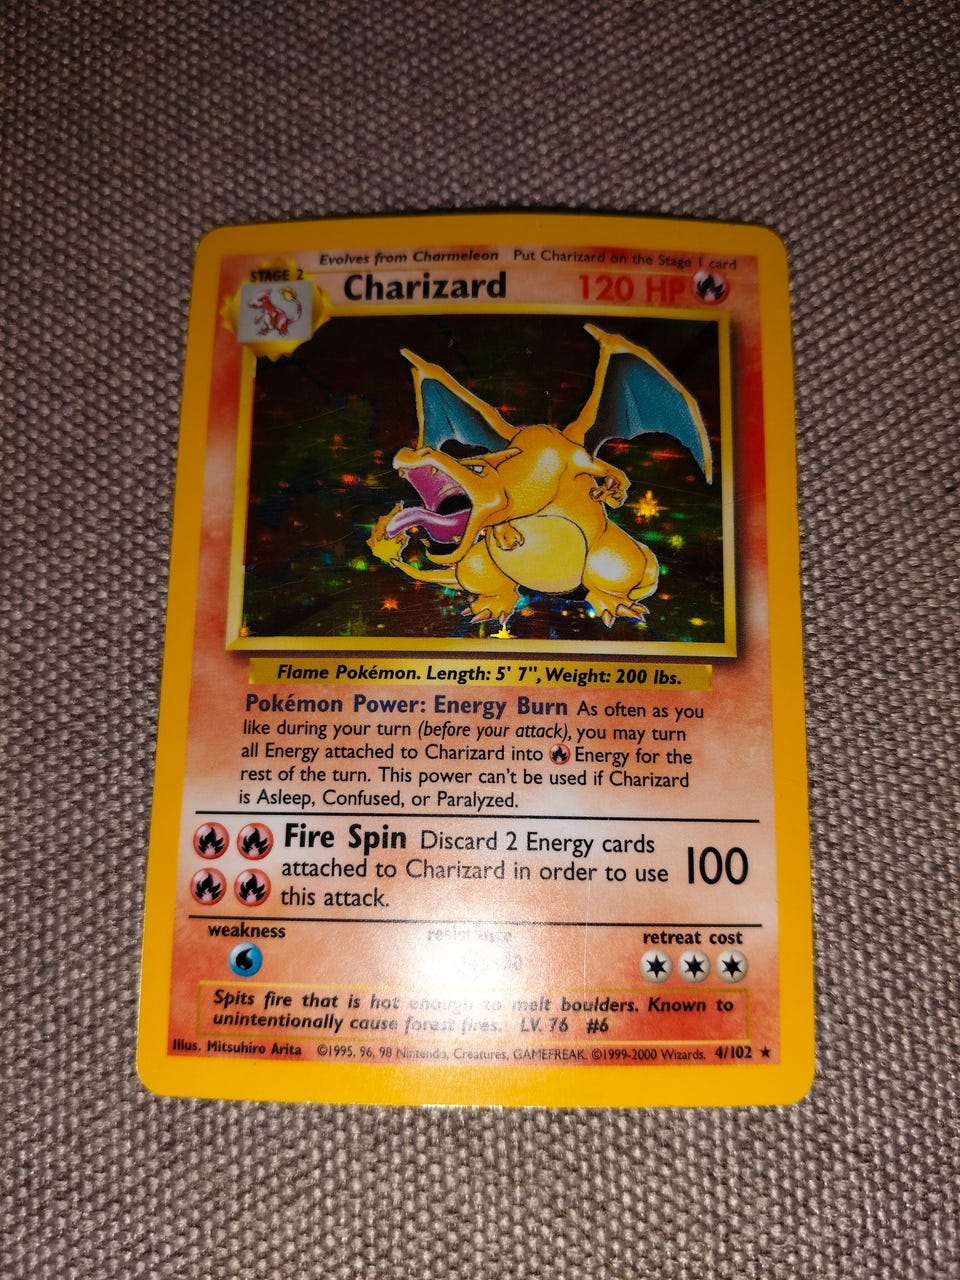 Evolves from Charmeleon Put Charizard on the Stage 1 card
STAGE 2
Charizard 120 HP
Flame Pokémon. Length: 5' 7", Weight: 200 lbs.
Pokémon Power: Energy Burn As often as you
like during your turn (before your attack), you may turn
all Energy attached to Charizard into Energy for the
rest of the turn. This power can't be used if Charizard
is Asleep, Confused, or Paralyzed.
Fire Spin Discard 2 Energy cards
attached to Charizard in order to use
this attack.
100
weakness resistance retreat cost
-30
Spits fire that is hot enough to melt boulders. Known to
unintentionally cause forest fires. LV. 76 #6
Illus. Mitsuhiro Arita ©1995, 96, 98 Nintendo, Creatures, GAMEFREAK. ©1999-2000 Wizards. 4/102 ★